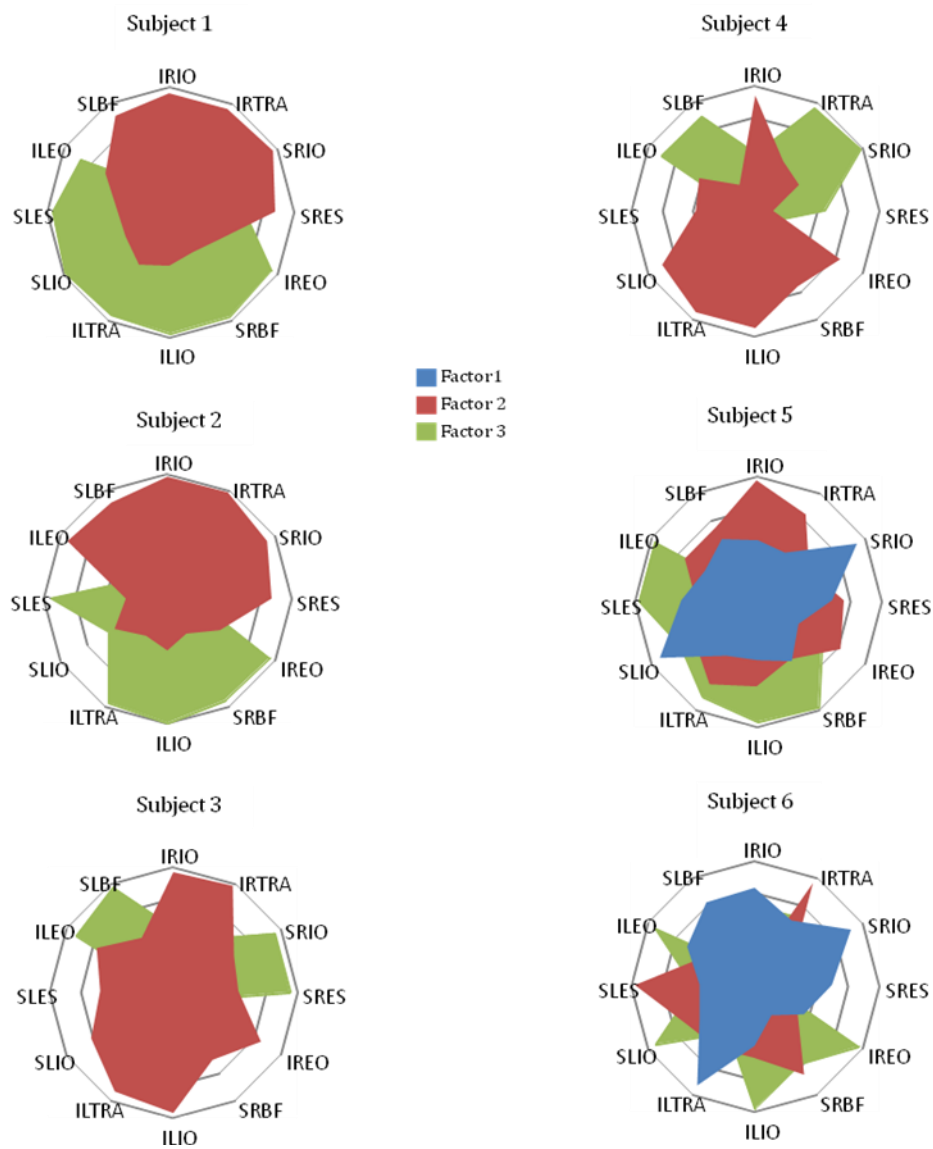 Subject 1
IRIO
IRTRA
SRIO
SRES
IREO
SRBF
ILIO
ILTRA
SLIO
SLES
ILEO
SLBF
Subject 4
IRIO
IRTRA
SRIO
SRES
IREO
SRBF
ILIO
ILTRA
SLIO
SLES
ILEO
SLBF
Factor1
Factor 2
Factor 3
Subject 2
IRIO
IRTRA
SRIO
SRES
IREO
SRBF
ILIO
ILTRA
SLIO
SLES
ILEO
SLBF
Subject 5
IRIO
IRTRA
SRIO
SRES
IREO
SRBF
ILIO
ILTRA
SLIO
SLES
ILEO
SLBF
Subject 3
IRIO
IRTRA
SRIO
SRES
IREO
SRBF
ILIO
ILTRA
SLIO
SLES
ILEO
SLBF
Subject 6
IRIO
IRTRA
SRIO
SRES
IREO
SRBF
ILIO
ILTRA
SLIO
SLES
ILEO
SLBF